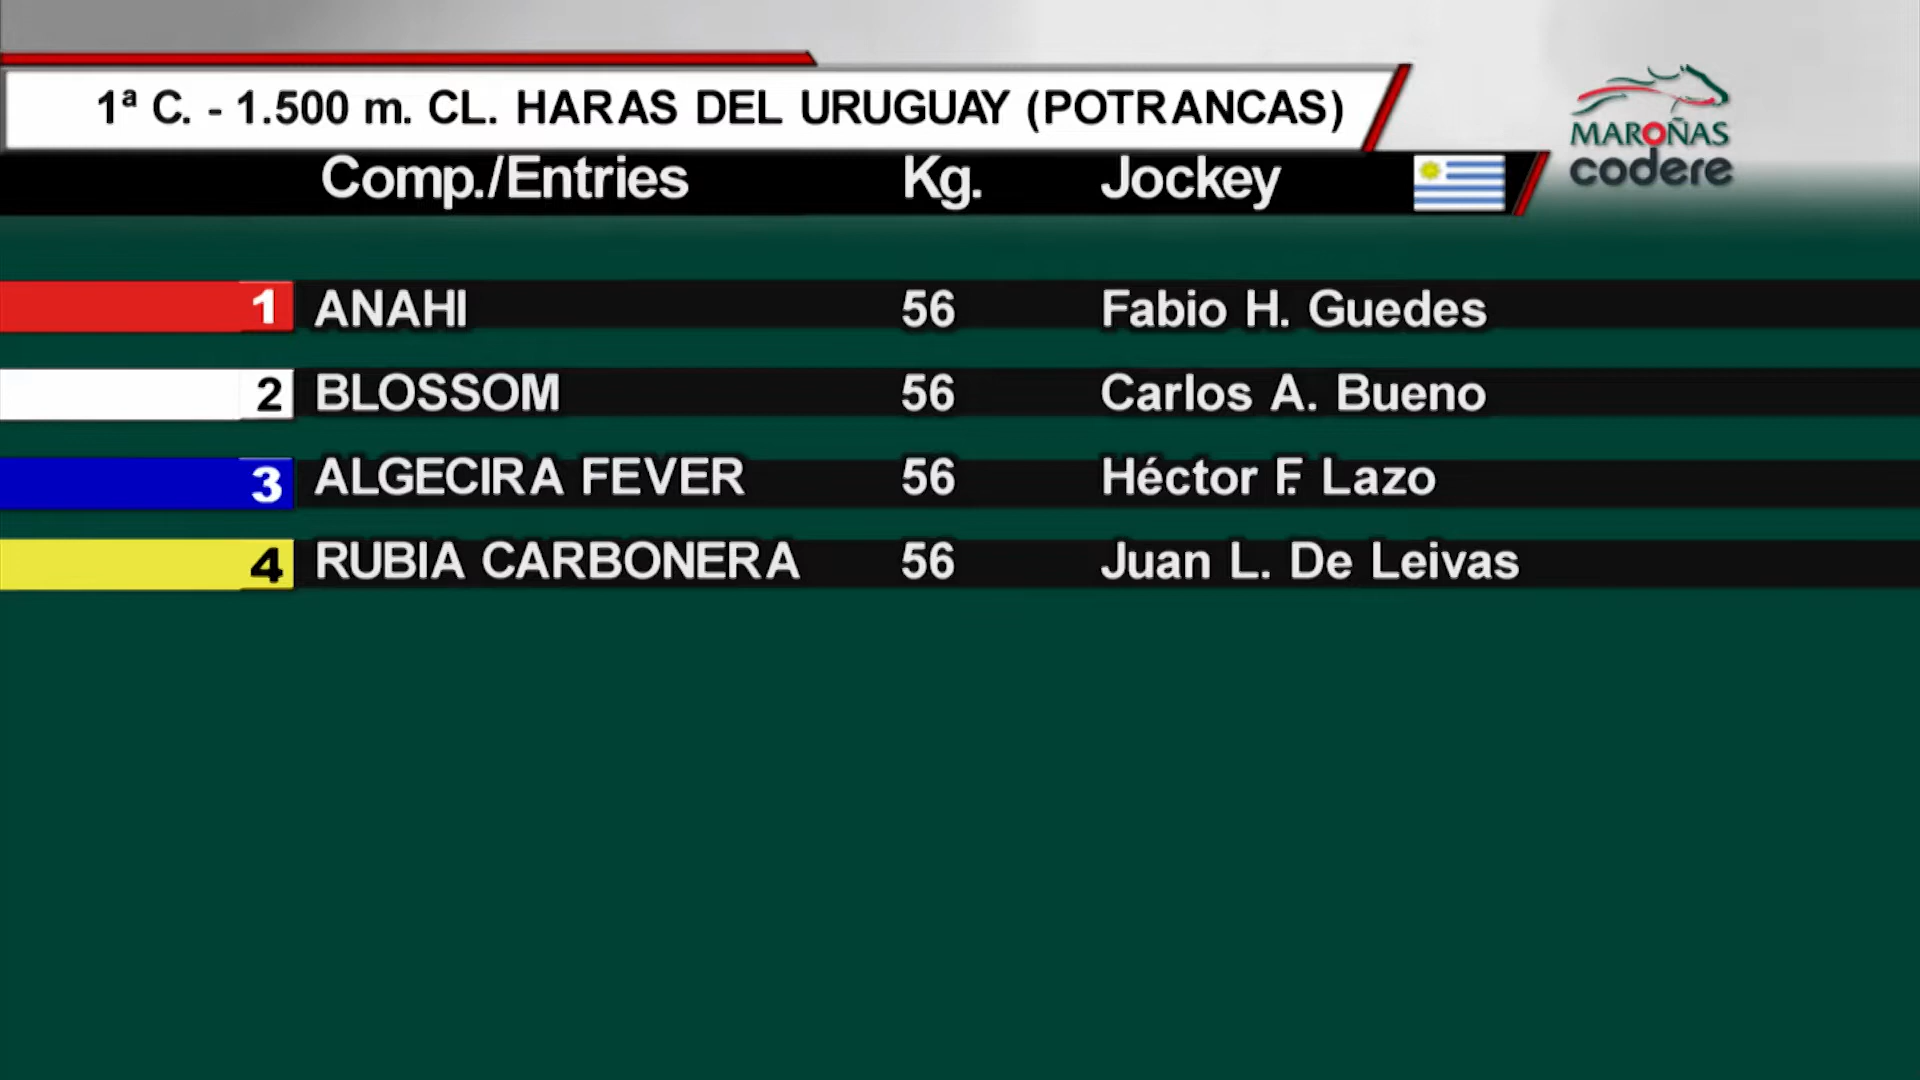 1ª C. - 1.500 m. CL. HARAS DEL URUGUAY (POTRANCAS)
MAROÑAS
codere
Comp./Entries Kg. Jockey
1 ANAHI 56 Fabio H. Guedes
2 BLOSSOM 56 Carlos A. Bueno
3 ALGECIRA FEVER 56 Héctor F. Lazo
4 RUBIA CARBONERA 56 Juan L. De Leivas